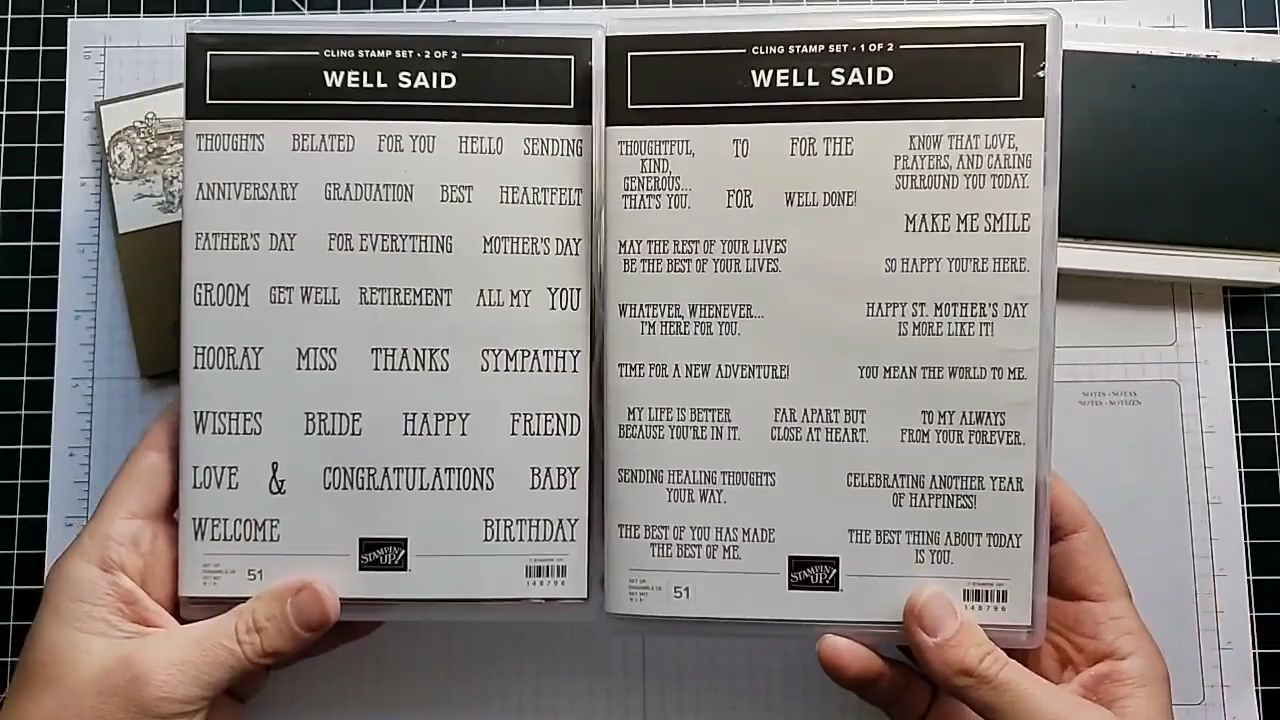 CLING STAMP SET • 2 OF 2
WELL SAID
THOUGHTS BELATED FOR YOU HELLO SENDING
ANNIVERSARY GRADUATION BEST HEARTFELT
FATHER'S DAY FOR EVERYTHING MOTHER'S DAY
GROOM GET WELL RETIREMENT ALL MY YOU
HOORAY MISS THANKS SYMPATHY
WISHES BRIDE HAPPY FRIEND
LOVE & CONGRATULATIONS BABY
WELCOME BIRTHDAY
STAMPIN' UP!
51
148796
CLING STAMP SET • 1 OF 2
WELL SAID
THOUGHTFUL,
KIND,
GENEROUS...
THAT'S YOU.
TO
FOR THE
KNOW THAT LOVE,
PRAYERS, AND CARING
SURROUND YOU TODAY.
FOR
WELL DONE!
MAKE ME SMILE
MAY THE REST OF YOUR LIVES
BE THE BEST OF YOUR LIVES.
SO HAPPY YOU'RE HERE.
WHATEVER, WHENEVER...
I'M HERE FOR YOU.
HAPPY ST. MOTHER'S DAY
IS MORE LIKE IT!
TIME FOR A NEW ADVENTURE!
YOU MEAN THE WORLD TO ME.
MY LIFE IS BETTER
BECAUSE YOU'RE IN IT.
FAR APART BUT
CLOSE AT HEART.
TO MY ALWAYS
FROM YOUR FOREVER.
SENDING HEALING THOUGHTS
YOUR WAY.
CELEBRATING ANOTHER YEAR
OF HAPPINESS!
THE BEST OF YOU HAS MADE
THE BEST OF ME.
THE BEST THING ABOUT TODAY
IS YOU.
STAMPIN' UP!
51
148796
NOTES • NOTAS
NOTES • NOTIZEN